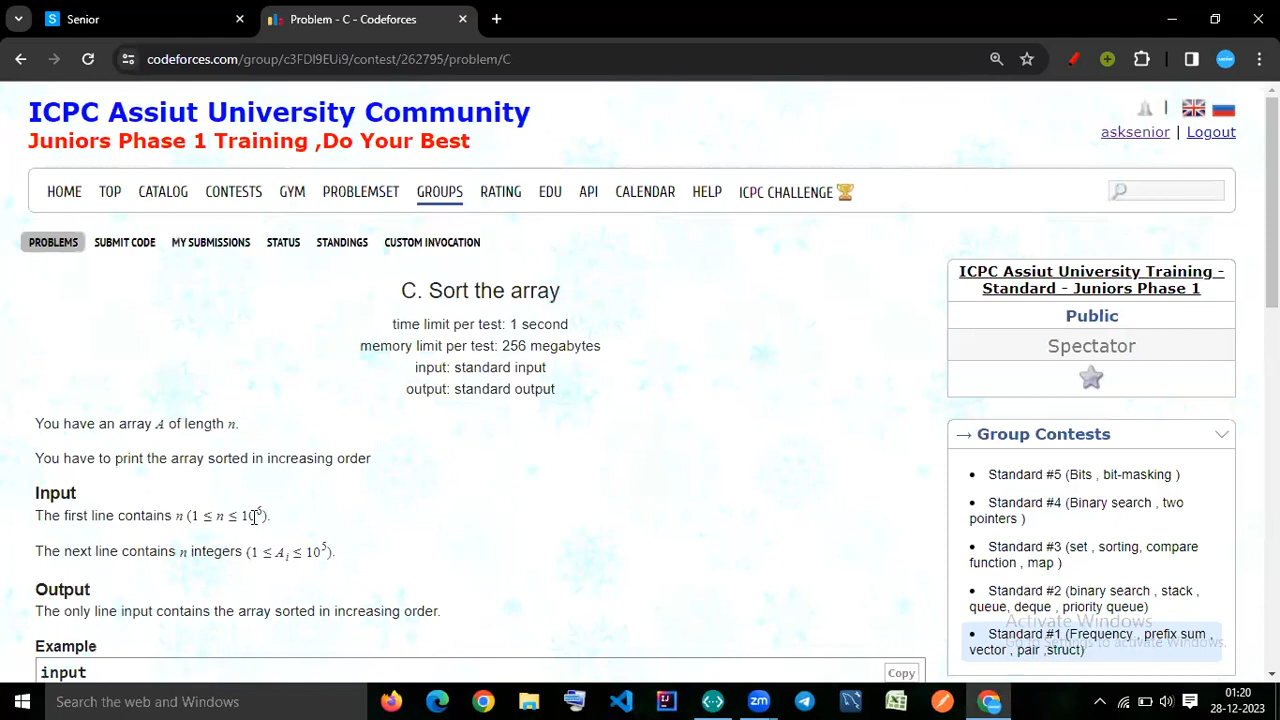 Senior
Problem - C - Codeforces
codeforces.com/group/c3FDI9EUi9/contest/262795/problem/C
ICPC Assiut University Community
Juniors Phase 1 Training ,Do Your Best
asksenior | Logout
HOME TOP CATALOG CONTESTS GYM PROBLEMSET GROUPS RATING EDU API CALENDAR HELP ICPC CHALLENGE
PROBLEMS SUBMIT CODE MY SUBMISSIONS STATUS STANDINGS CUSTOM INVOCATION
C. Sort the array
time limit per test: 1 second
memory limit per test: 256 megabytes
input: standard input
output: standard output
You have an array A of length n.
You have to print the array sorted in increasing order
Input
The first line contains n (1 ≤ n ≤ 10⁵).
The next line contains n integers (1 ≤ Aᵢ ≤ 10⁵).
Output
The only line input contains the array sorted in increasing order.
Example
input
Copy
ICPC Assiut University Training -
Standard - Juniors Phase 1
Public
Spectator
→ Group Contests
Standard #5 (Bits , bit-masking )
Standard #4 (Binary search , two
pointers )
Standard #3 (set , sorting, compare
function , map )
Standard #2 (binary search , stack ,
queue, deque , priority queue)
Standard #1 (Frequency , prefix sum ,
vector , pair ,struct)
Activate Windows
Go to Settings to activate Windows.
Search the web and Windows
01:20
28-12-2023